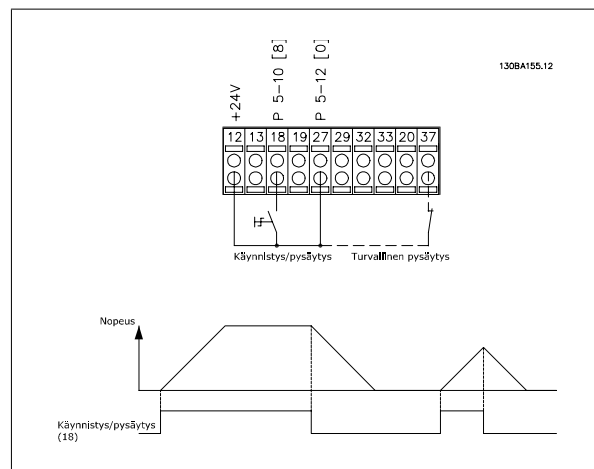 130BA155.12
+24V
P 5-10 [8]
P 5-12 [0]
12 13 18 19 27 29 32 33 20 37
Käynnistys/pysäytys
Turvallinen pysäytys
Nopeus
Käynnistys/pysäytys
(18)